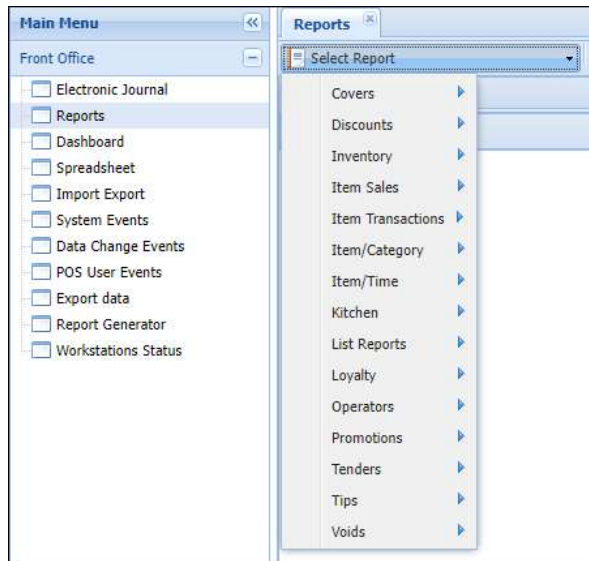 Main Menu
Front Office
Electronic Journal
Reports
Dashboard
Spreadsheet
Import Export
System Events
Data Change Events
POS User Events
Export data
Report Generator
Workstations Status
Reports
Select Report
Covers
Discounts
Inventory
Item Sales
Item Transactions
Item/Category
Item/Time
Kitchen
List Reports
Loyalty
Operators
Promotions
Tenders
Tips
Voids